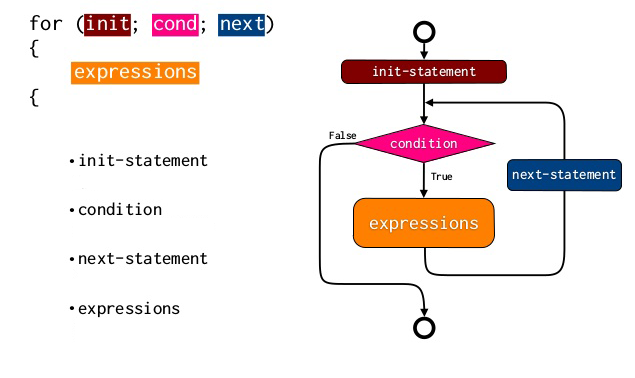 for (init; cond; next)
{
expressions
{
•init-statement
•condition
•next-statement
•expressions
init-statement
False
condition
True
next-statement
expressions